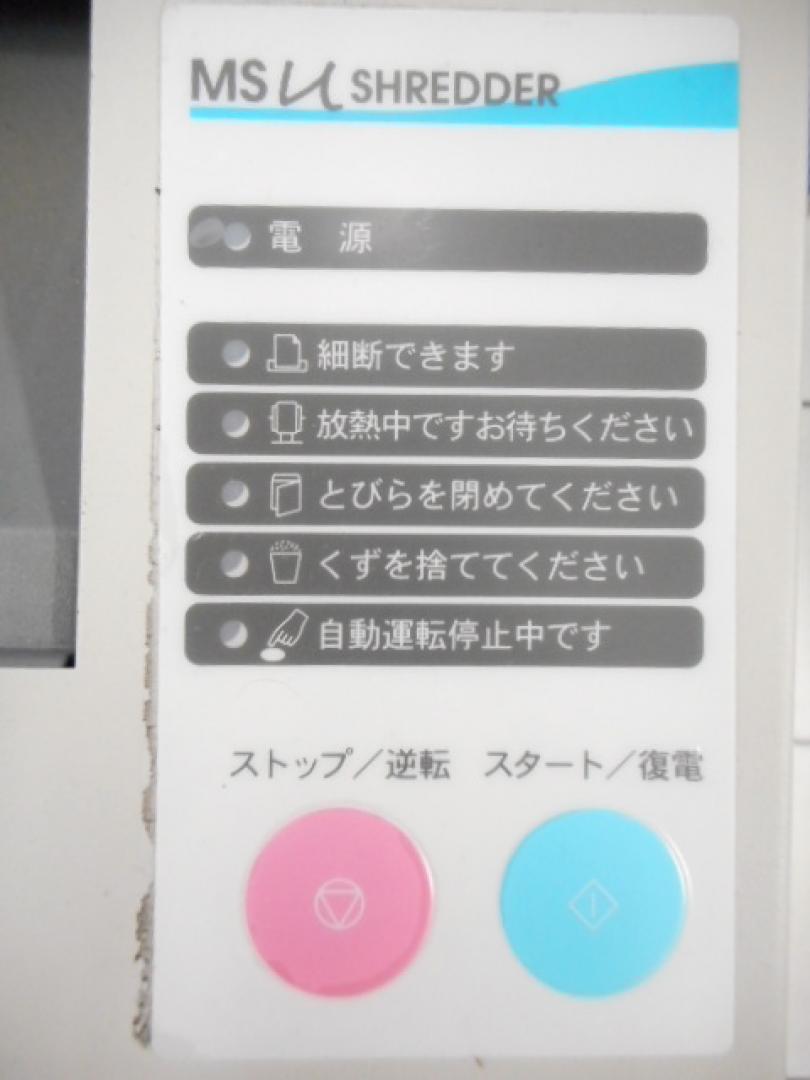 MS U SHREDDER
電 源
細断できます
放熱中ですお待ちください
とびらを閉めてください
くずを捨ててください
自動運転停止中です
ストップ／逆転 スタート／復電